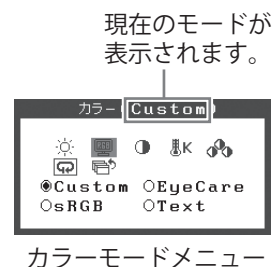 現在のモードが
表示されます。
カラー(Custom)
K
◉Custom ○EyeCare
○sRGB ○Text
カラーモードメニュー